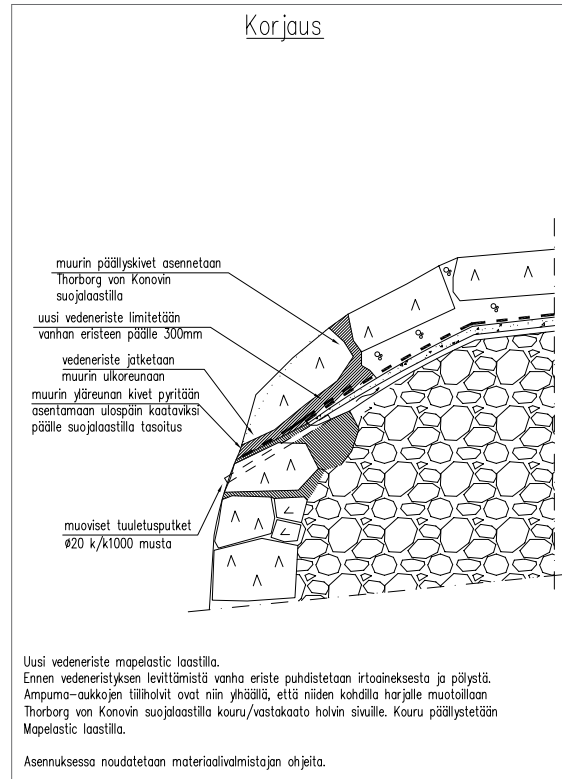 Korjaus
muurin päällyskivet asennetaan
Thorborg von Konovin
suojalaastilla
uusi vedeneriste limitetään
vanhan eristeen päälle 300mm
vedeneriste jatketaan
muurin ulkoreunaan
muurin yläreunan kivet pyritään
asentamaan ulospäin kaataviksi
päälle suojalaastilla tasoitus
muoviset tuuletusputket
ø20 k/k1000 musta
Uusi vedeneriste mapelastic laastilla.
Ennen vedeneristyksen levittämistä vanha eriste puhdistetaan irtoaineksesta ja pölystä.
Ampuma-aukkojen tiiliholvit ovat niin ylhäällä, että niiden kohdilla harjalle muotoillaan
Thorborg von Konovin suojalaastilla kouru/vastakaato holvin sivuille. Kouru päällystetään
Mapelastic laastilla.
Asennuksessa noudatetaan materiaalivalmistajan ohjeita.